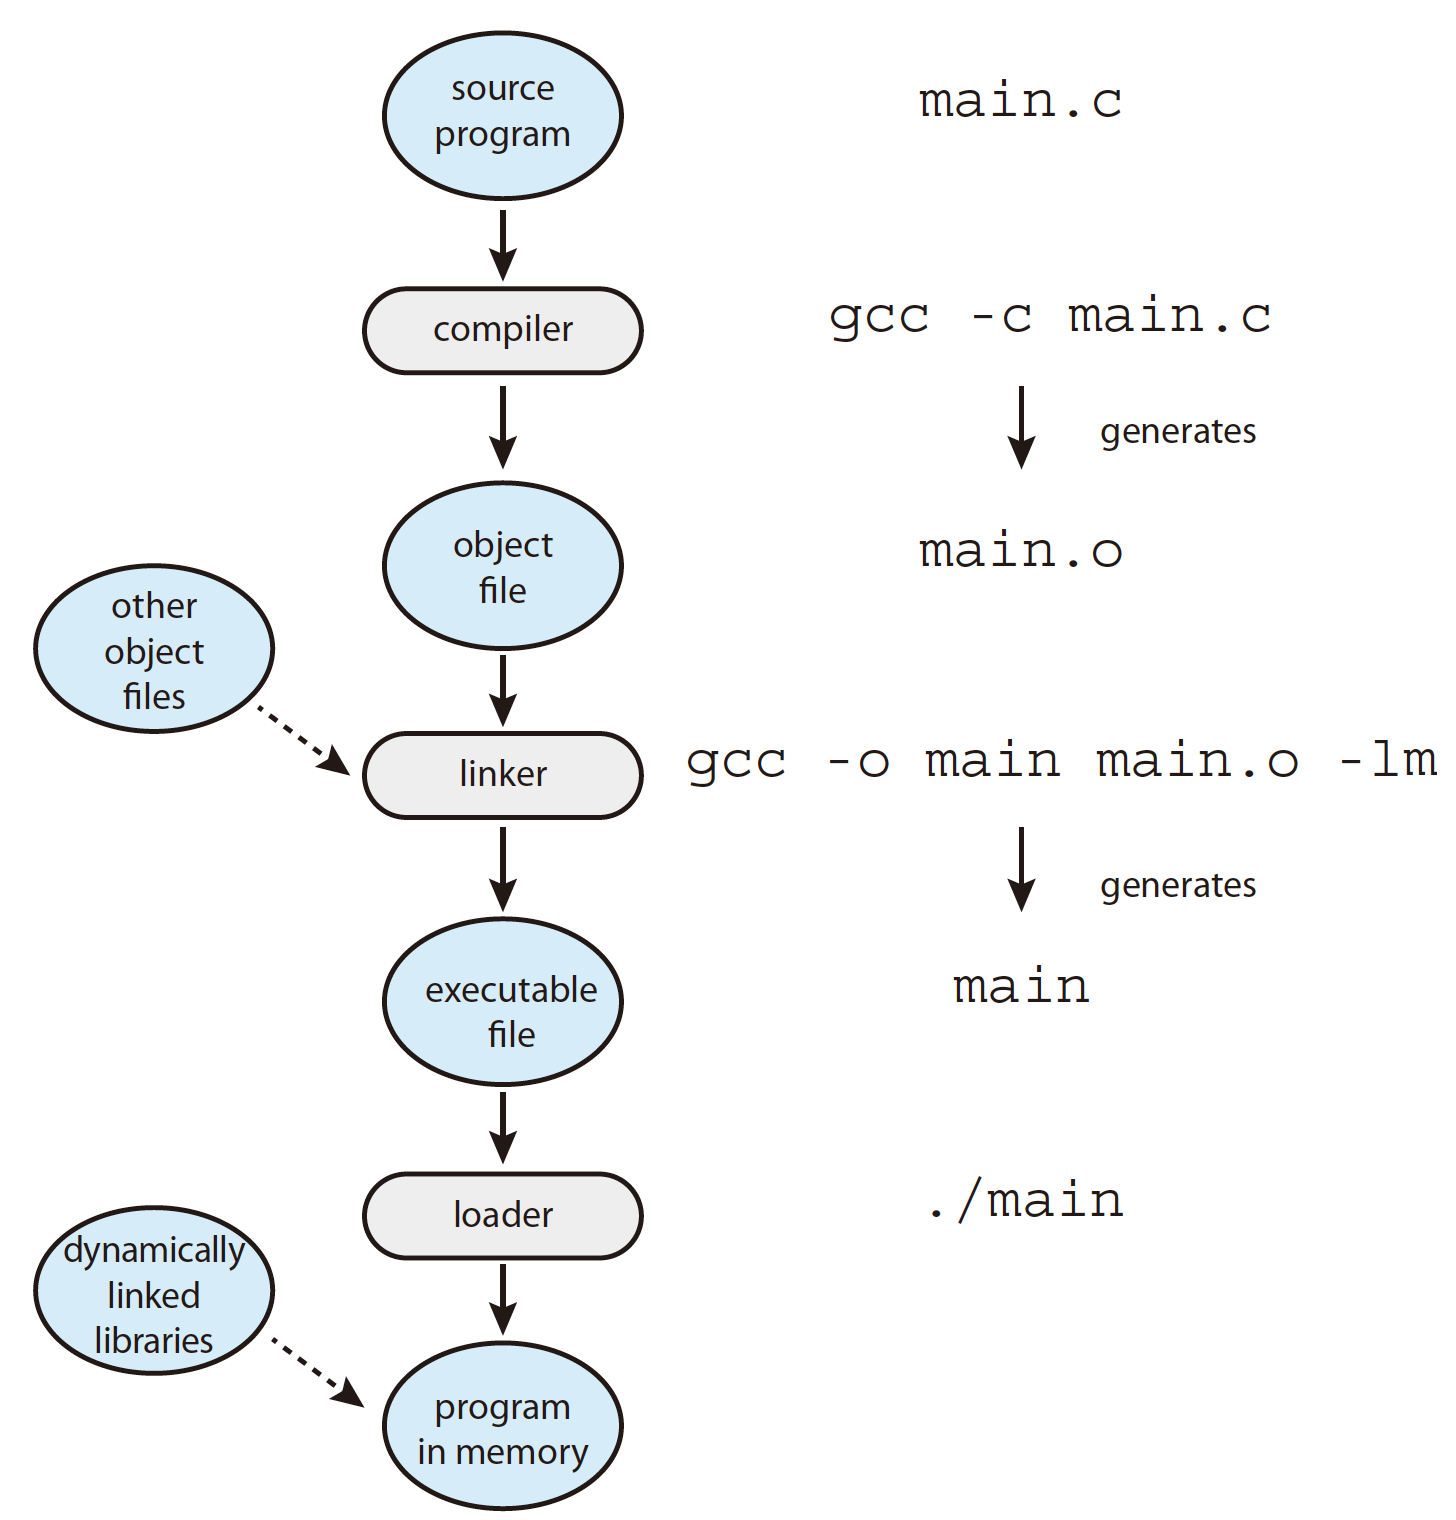 source
program
main.c
compiler
gcc -c main.c
generates
object
file
main.o
other
object
files
linker
gcc -o main main.o -lm
generates
executable
file
main
loader
./main
dynamically
linked
libraries
program
in memory